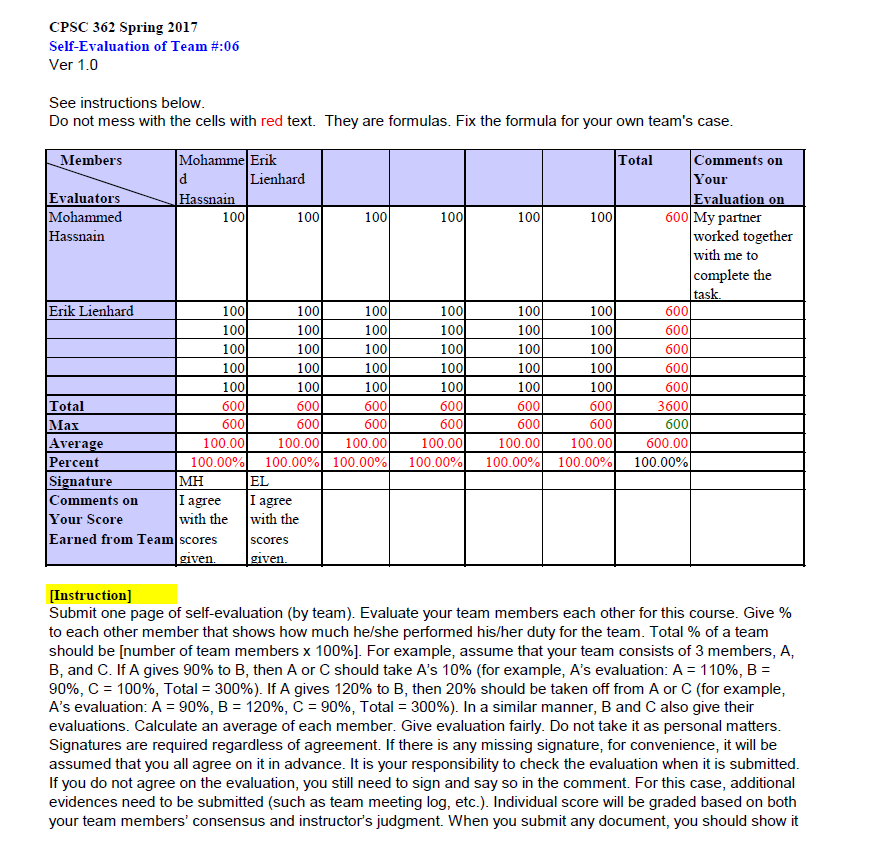 CPSC 362 Spring 2017
Self-Evaluation of Team #:06
Ver 1.0
See instructions below.
Do not mess with the cells with red text. They are formulas. Fix the formula for your own team's case.
Members Mohamme Erik Total Comments on
d Lienhard Your
Evaluators Hassnain Evaluation on
Mohammed 100 100 100 100 100 100 600 My partner
Hassnain worked together
with me to
complete the
task.
Erik Lienhard 100 100 100 100 100 100 600
100 100 100 100 100 100 600
100 100 100 100 100 100 600
100 100 100 100 100 100 600
100 100 100 100 100 100 600
Total 600 600 600 600 600 600 3600
Max 600 600 600 600 600 600 600
Average 100.00 100.00 100.00 100.00 100.00 100.00 600.00
Percent 100.00% 100.00% 100.00% 100.00% 100.00% 100.00% 100.00%
Signature MH EL
Comments on I agree I agree
Your Score with the with the
Earned from Team scores scores
given. given.
[Instruction]
Submit one page of self-evaluation (by team). Evaluate your team members each other for this course. Give %
to each other member that shows how much he/she performed his/her duty for the team. Total % of a team
should be [number of team members x 100%]. For example, assume that your team consists of 3 members, A,
B, and C. If A gives 90% to B, then A or C should take A's 10% (for example, A's evaluation: A = 110%, B =
90%, C = 100%, Total = 300%). If A gives 120% to B, then 20% should be taken off from A or C (for example,
A's evaluation: A = 90%, B = 120%, C = 90%, Total = 300%). In a similar manner, B and C also give their
evaluations. Calculate an average of each member. Give evaluation fairly. Do not take it as personal matters.
Signatures are required regardless of agreement. If there is any missing signature, for convenience, it will be
assumed that you all agree on it in advance. It is your responsibility to check the evaluation when it is submitted.
If you do not agree on the evaluation, you still need to sign and say so in the comment. For this case, additional
evidences need to be submitted (such as team meeting log, etc.). Individual score will be graded based on both
your team members' consensus and instructor's judgment. When you submit any document, you should show it